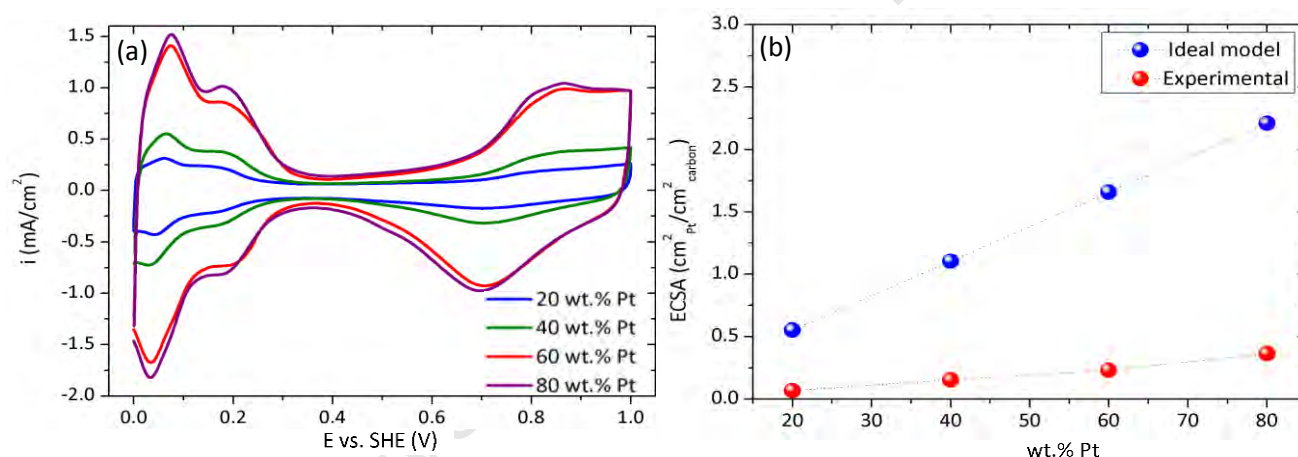 (a)
1.5
1.0
0.5
0.0
-0.5
-1.0
-1.5
-2.0
i (mA/cm²)
20 wt.% Pt
40 wt.% Pt
60 wt.% Pt
80 wt.% Pt
0.0 0.2 0.4 0.6 0.8 1.0
E vs. SHE (V)
(b)
3.0
2.5
2.0
1.5
1.0
0.5
0.0
ECSA (cm²Pt/cm²carbon)
Ideal model
Experimental
20 30 40 50 60 70 80
wt.% Pt